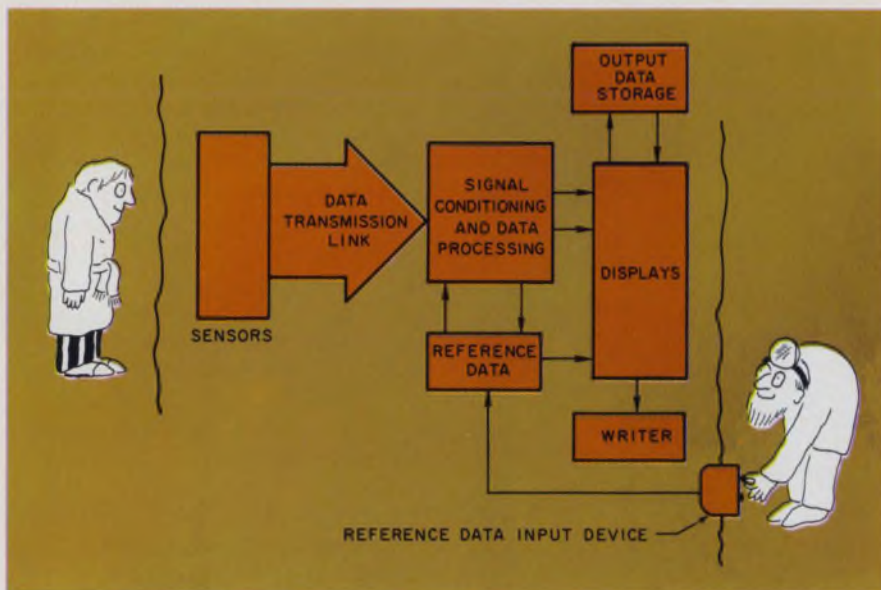 OUTPUT
DATA
STORAGE
DATA
TRANSMISSION
LINK
SIGNAL
CONDITIONING
AND DATA
PROCESSING
DISPLAYS
SENSORS
REFERENCE
DATA
WRITER
REFERENCE DATA INPUT DEVICE